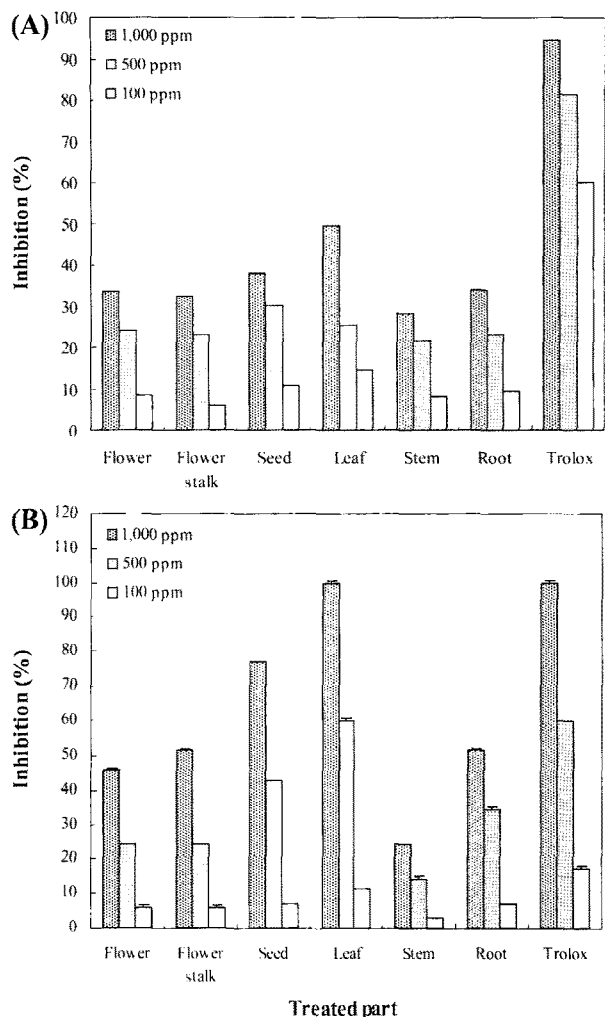 (A)
100
90
80
70
60
50
40
30
20
10
0
Inhibition (%)
1,000 ppm
500 ppm
100 ppm
Flower
Flower stalk
Seed
Leaf
Stem
Root
Trolox
(B)
120
110
100
90
80
70
60
50
40
30
20
10
0
Inhibition (%)
1,000 ppm
500 ppm
100 ppm
Flower
Flower stalk
Seed
Leaf
Stem
Root
Trolox
Treated part